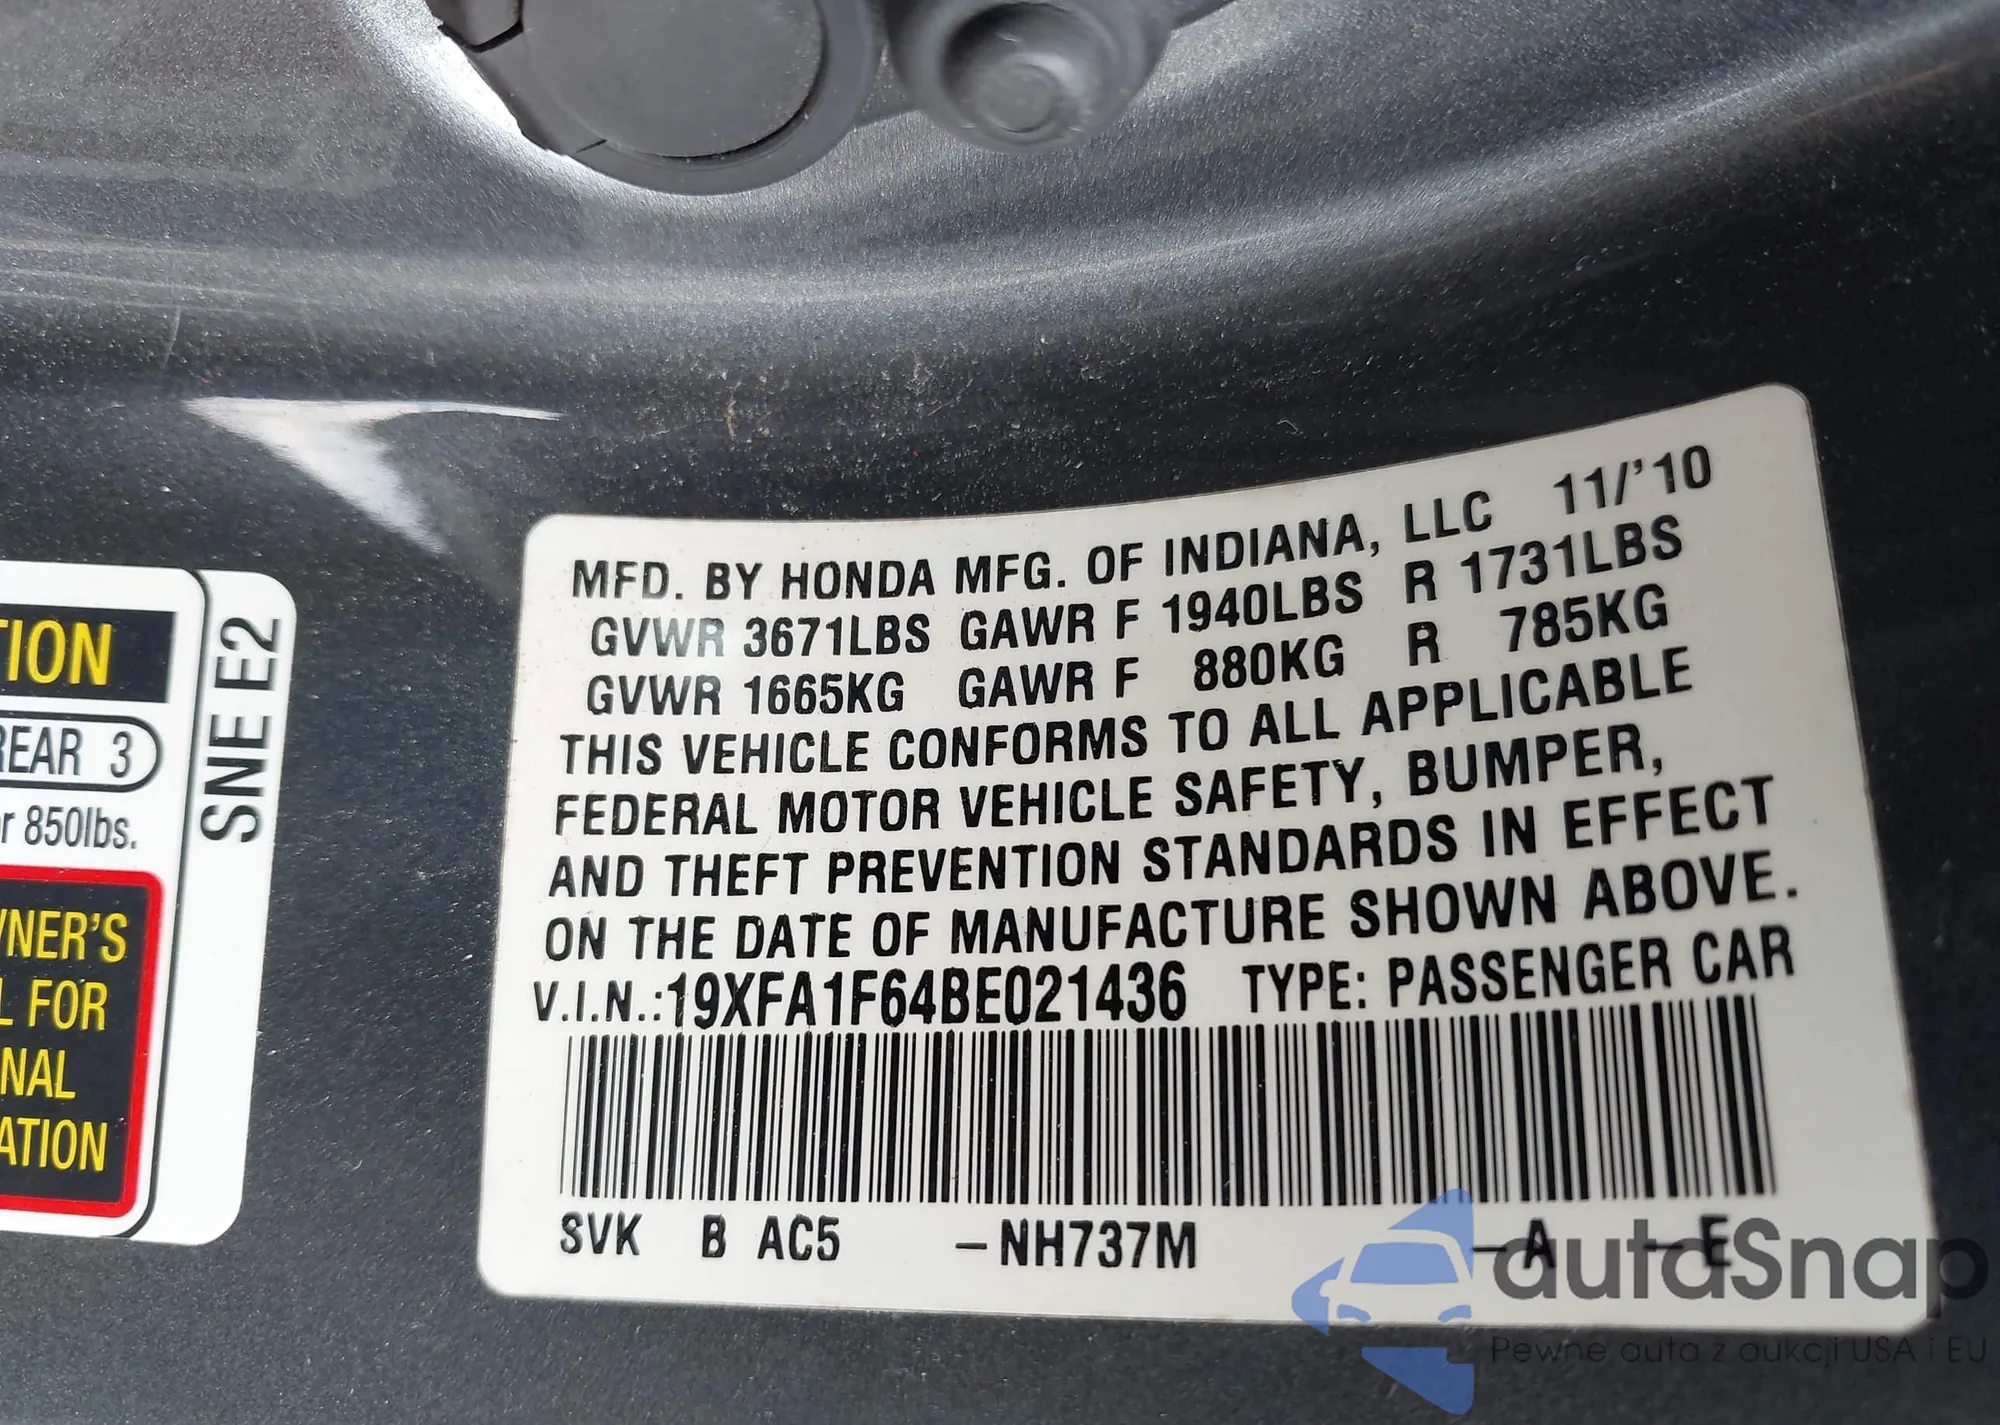 TION
REAR 3
r 850lbs.
NER'S
L FOR
NAL
ATION
SNE E2
MFD. BY HONDA MFG. OF INDIANA, LLC 11/'10
GVWR 3671LBS GAWR F 1940LBS R 1731LBS
GVWR 1665KG GAWR F 880KG R 785KG
THIS VEHICLE CONFORMS TO ALL APPLICABLE
FEDERAL MOTOR VEHICLE SAFETY, BUMPER,
AND THEFT PREVENTION STANDARDS IN EFFECT
ON THE DATE OF MANUFACTURE SHOWN ABOVE.
V.I.N.:19XFA1F64BE021436 TYPE: PASSENGER CAR
SVK B AC5 –NH737M –A –E
autoSnap
Pewne auta z aukcji USA i EU